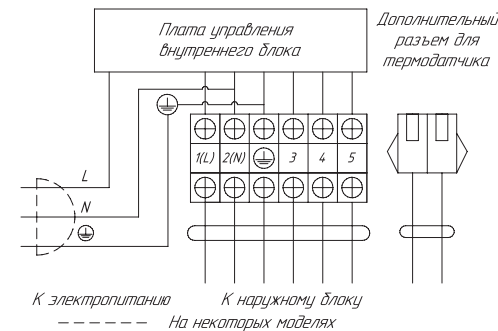 Плата управления
внутреннего блока
Дополнительный
разъем для
термодатчика
1(L) 2(N) 3 4 5
L
N
К электропитанию
К наружному блоку
На некоторых моделях